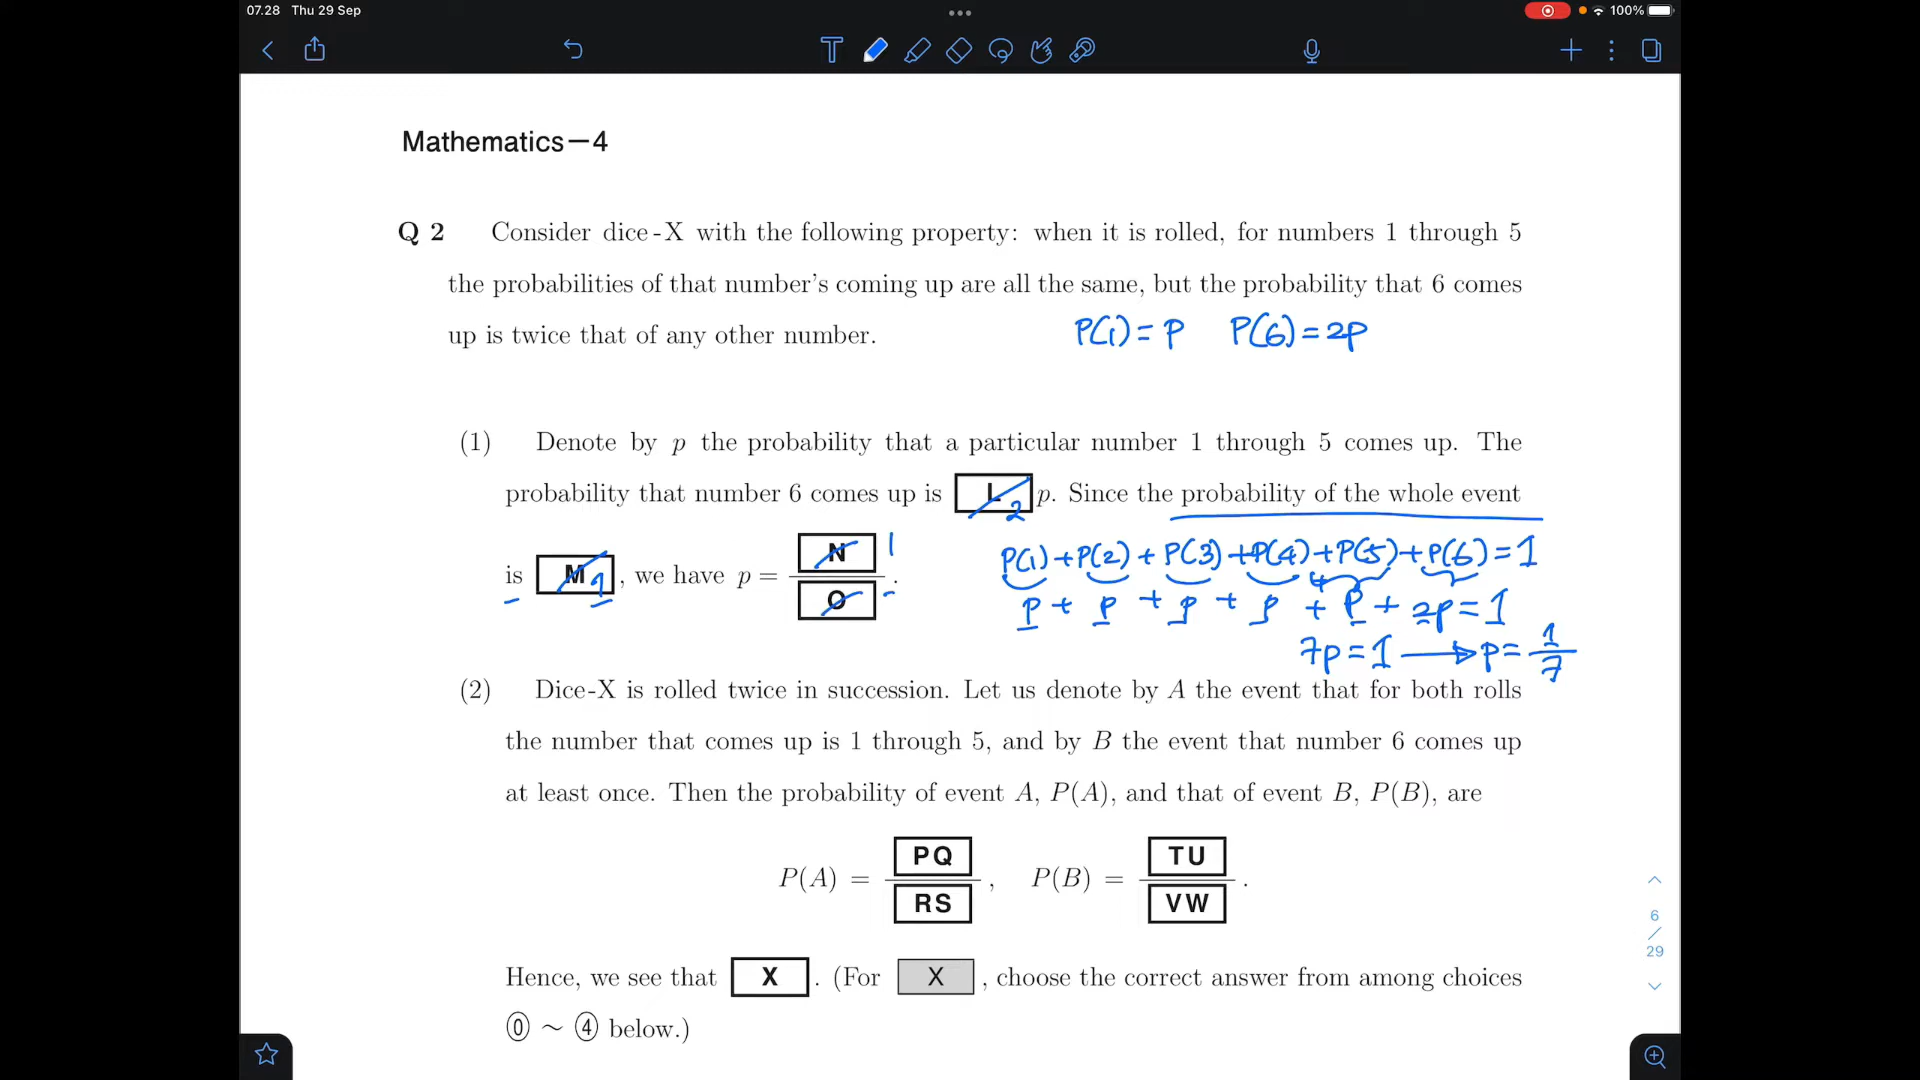 07.28 Thu 29 Sep
100%
Mathematics－4
Q 2 Consider dice-X with the following property: when it is rolled, for numbers 1 through 5
the probabilities of that number's coming up are all the same, but the probability that 6 comes
up is twice that of any other number.
P(1) = p P(6) = 2p
(1) Denote by p the probability that a particular number 1 through 5 comes up. The
probability that number 6 comes up is L 2 p. Since the probability of the whole event
is M 1 , we have p = N 1 / O .
P(1) + P(2) + P(3) + P(4) + P(5) + P(6) = 1
p + p + p + p + p + 2p = 1
7p = 1 → p = 1/7
(2) Dice-X is rolled twice in succession. Let us denote by A the event that for both rolls
the number that comes up is 1 through 5, and by B the event that number 6 comes up
at least once. Then the probability of event A, P(A), and that of event B, P(B), are
P(A) = PQ / RS , P(B) = TU / VW .
6
/
29
Hence, we see that X . (For X , choose the correct answer from among choices
⓪ ~ ④ below.)